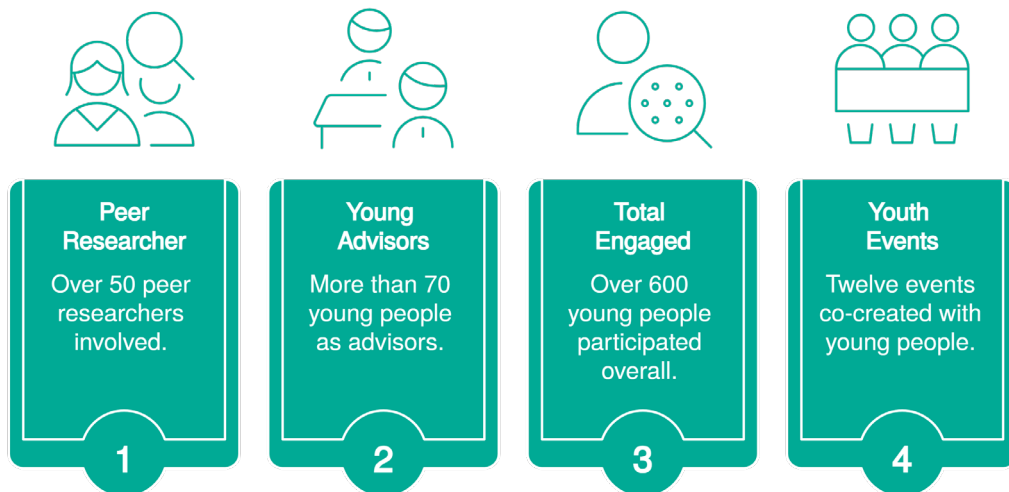 Peer
Researcher
Over 50 peer
researchers
involved.
1
Young
Advisors
More than 70
young people
as advisors.
2
Total
Engaged
Over 600
young people
participated
overall.
3
Youth
Events
Twelve events
co-created with
young people.
4